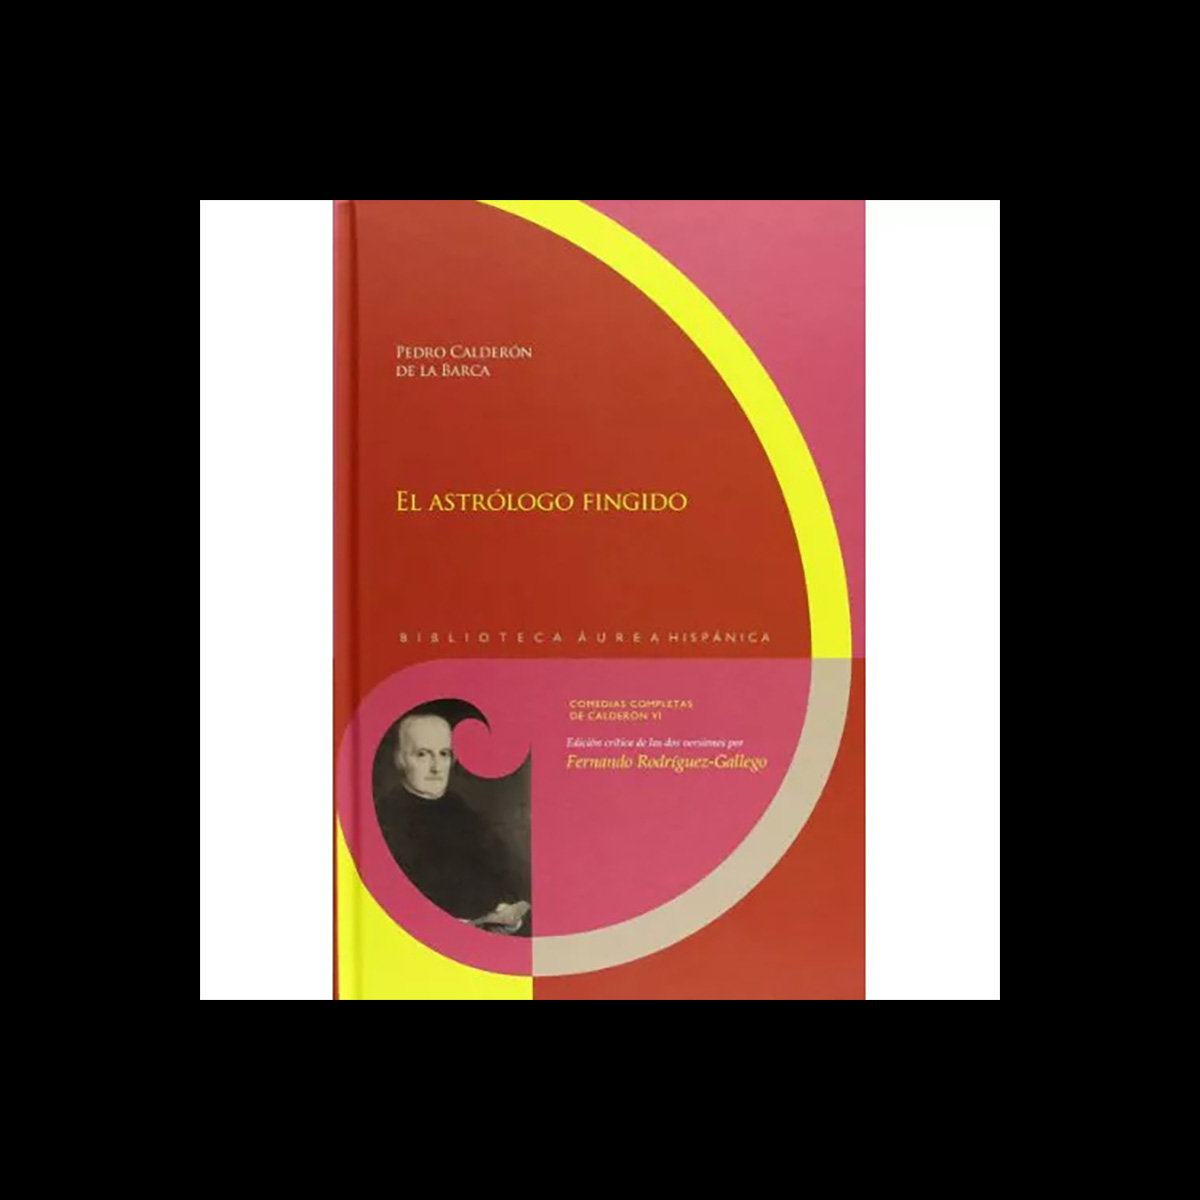 PEDRO CALDERÓN
DE LA BARCA
EL ASTRÓLOGO FINGIDO
BIBLIOTECA ÁUREA HISPÁNICA
COMEDIAS COMPLETAS
DE CALDERÓN VI
Edición crítica de las dos versiones por
Fernando Rodríguez-Gallego